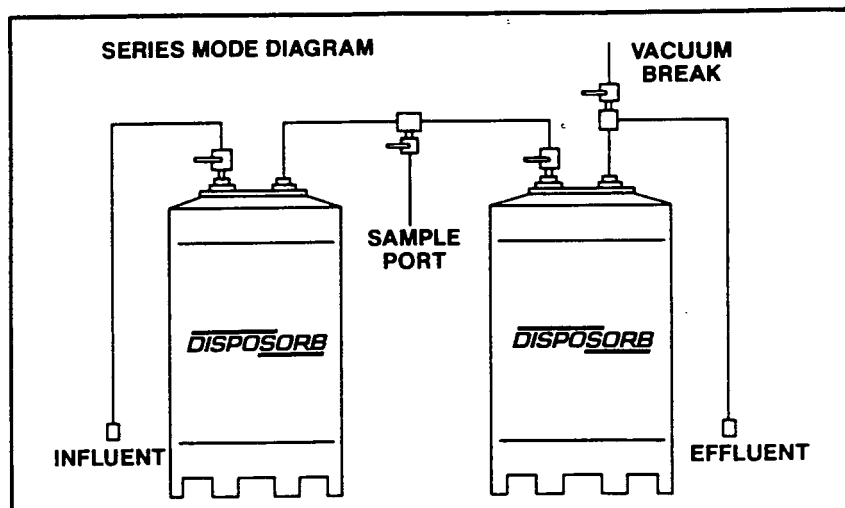 SERIES MODE DIAGRAM
VACUUM
BREAK
SAMPLE
PORT
DISPOSORB
DISPOSORB
INFLUENT
EFFLUENT